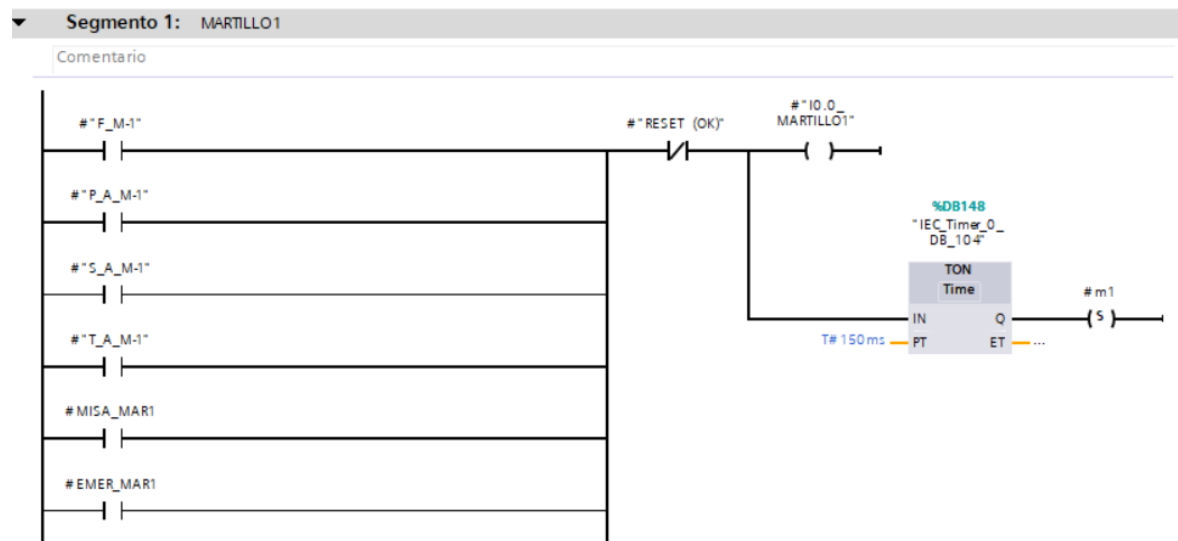 Segmento 1: MARTILLO1
Comentario
#"F_M-1"
#"RESET (OK)"
#"I0.0_
MARTILLO1"
#"P_A_M-1"
%DB148
"IEC_Timer_0_
DB_104"
#"S_A_M-1"
TON
Time
#m1
IN
Q
S
#"T_A_M-1"
T#150ms
PT
ET
...
#MISA_MAR1
#EMER_MAR1